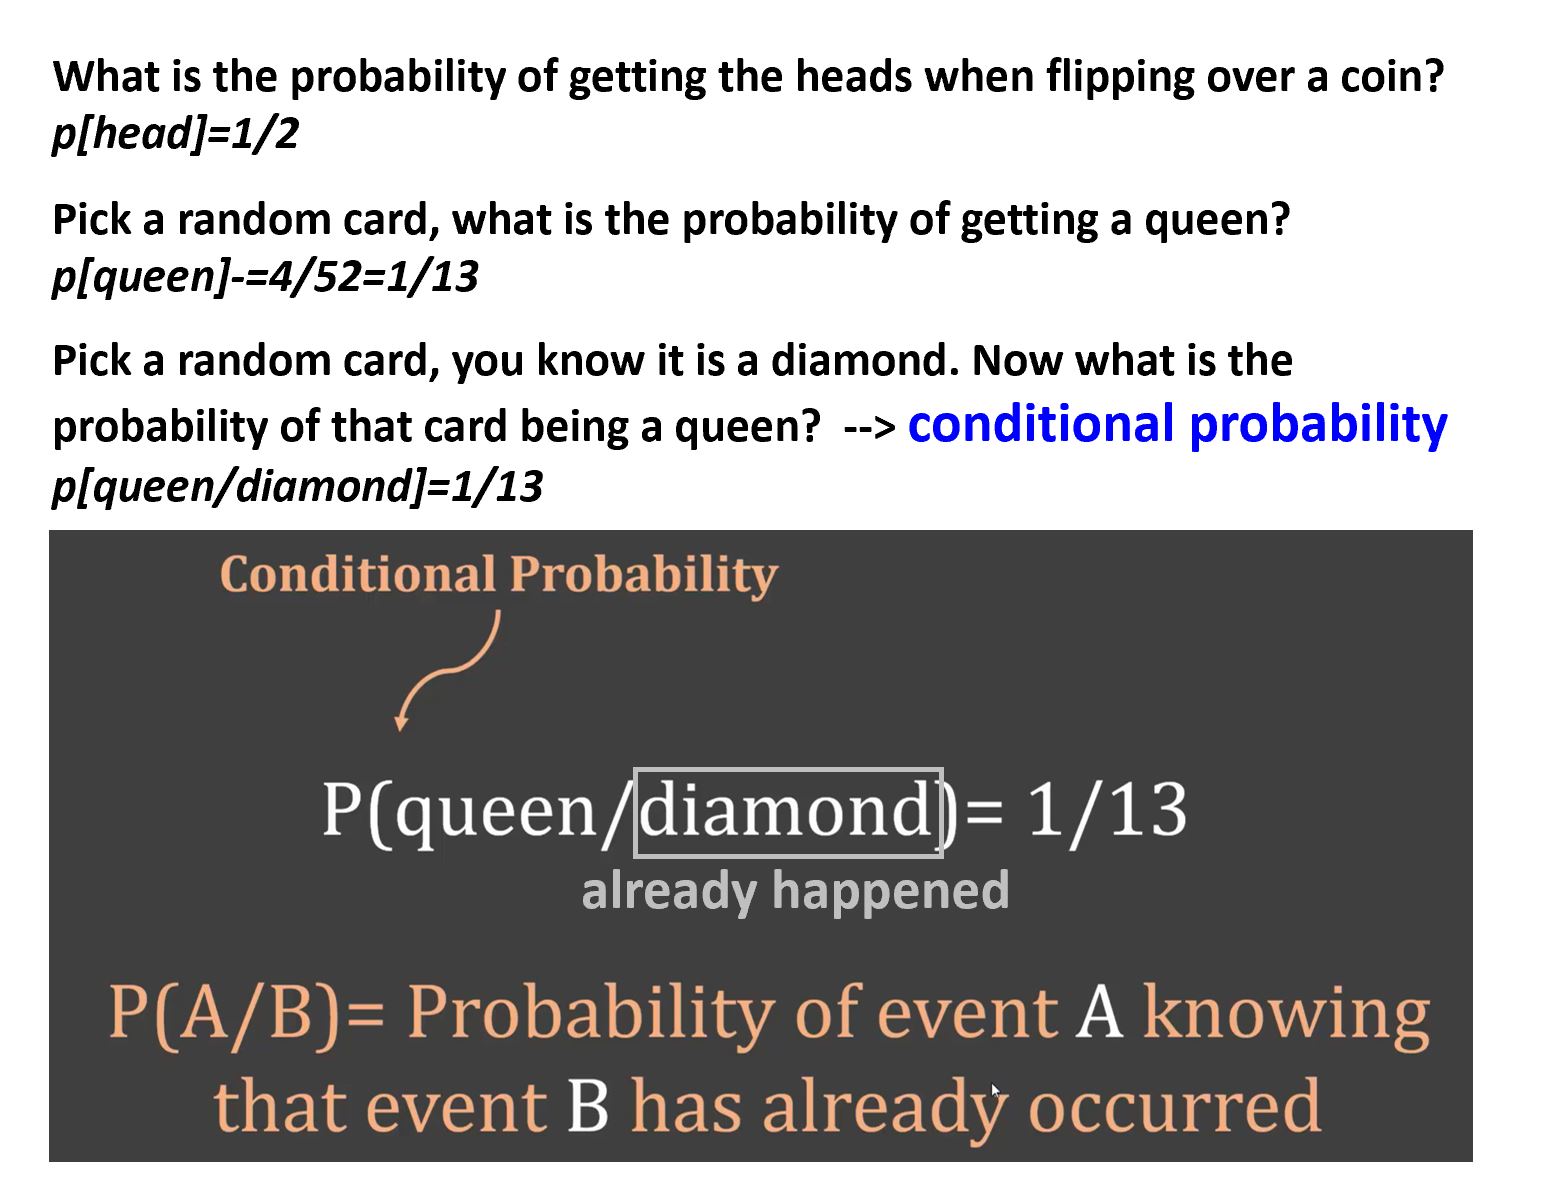 What is the probability of getting the heads when flipping over a coin?
p[head]=1/2
Pick a random card, what is the probability of getting a queen?
p[queen]-=4/52=1/13
Pick a random card, you know it is a diamond. Now what is the
probability of that card being a queen?  --> conditional probability
p[queen/diamond]=1/13
Conditional Probability
P(queen/diamond)= 1/13
already happened
P(A/B)= Probability of event A knowing
that event B has already occurred